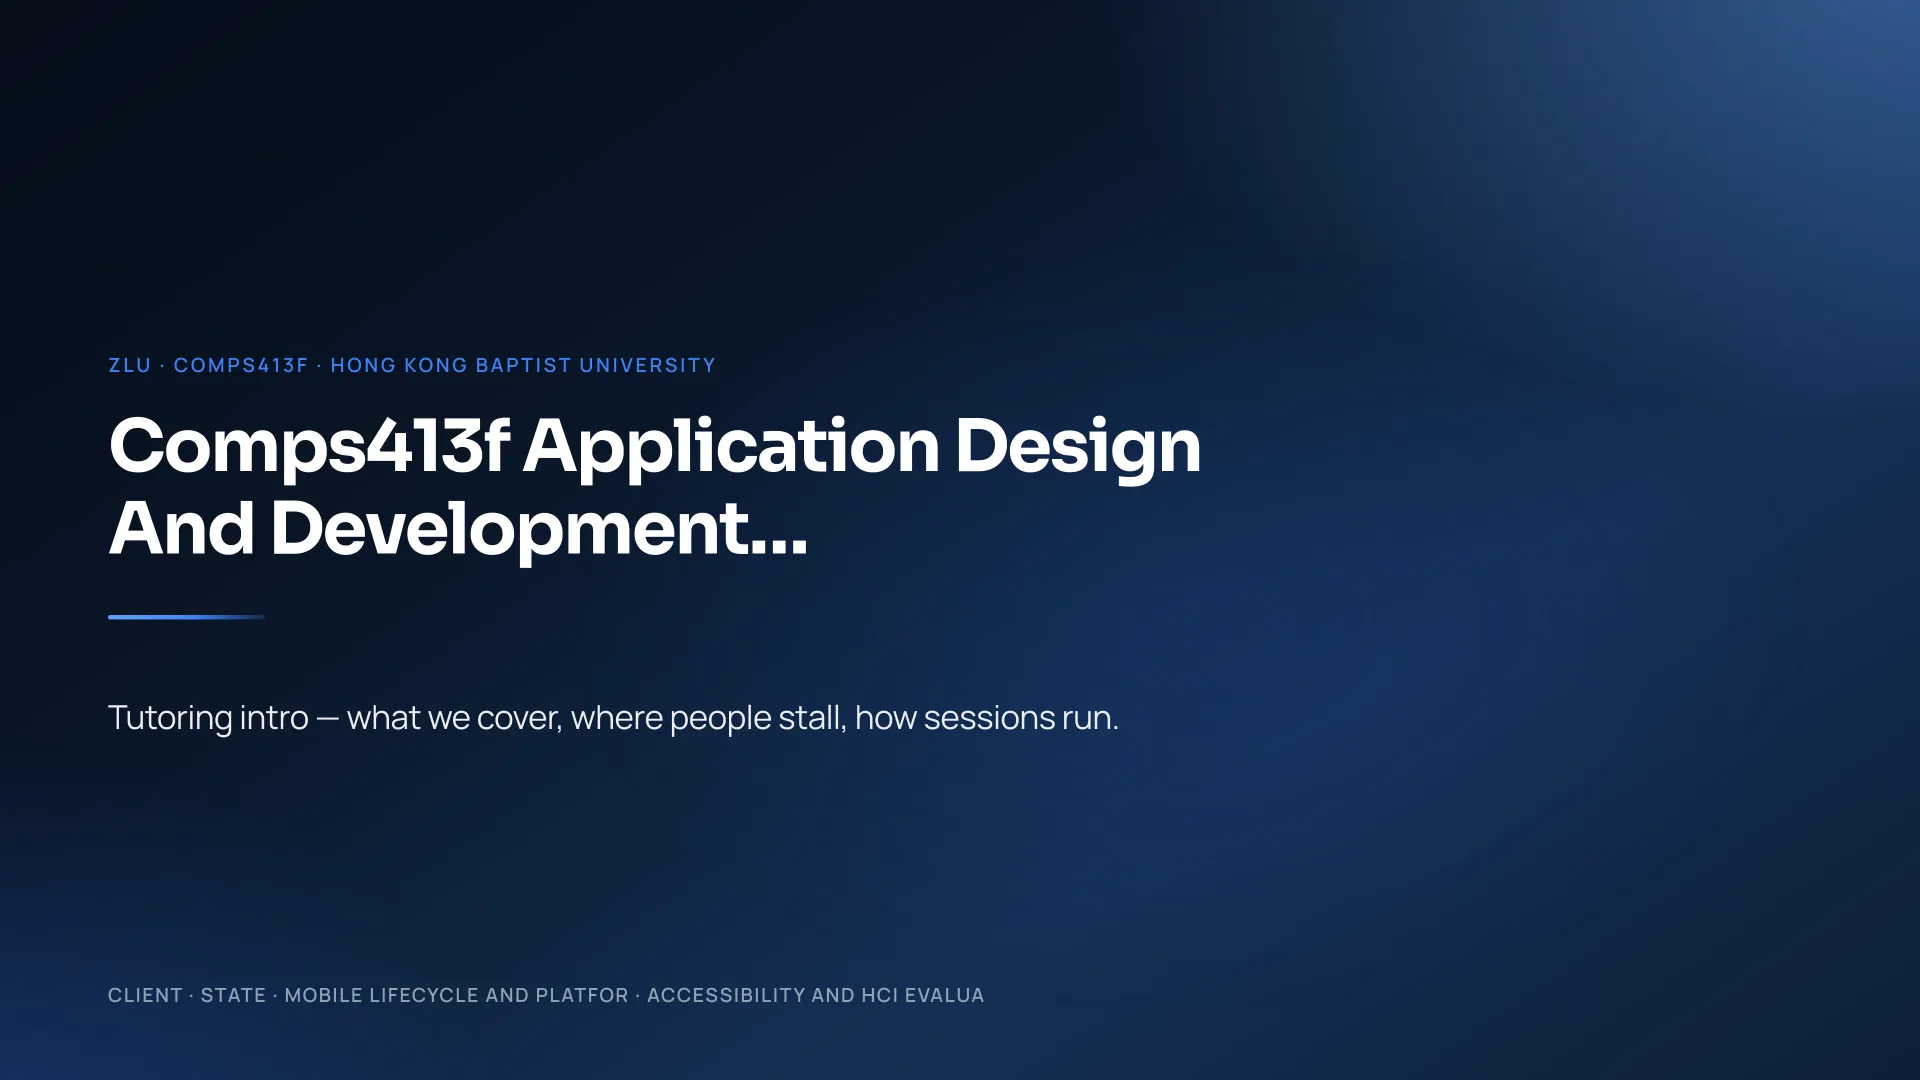 ZLU · COMPS413F · HONG KONG BAPTIST UNIVERSITY
Comps413f Application Design
And Development...
Tutoring intro — what we cover, where people stall, how sessions run.
CLIENT · STATE · MOBILE LIFECYCLE AND PLATFOR · ACCESSIBILITY AND HCI EVALUA